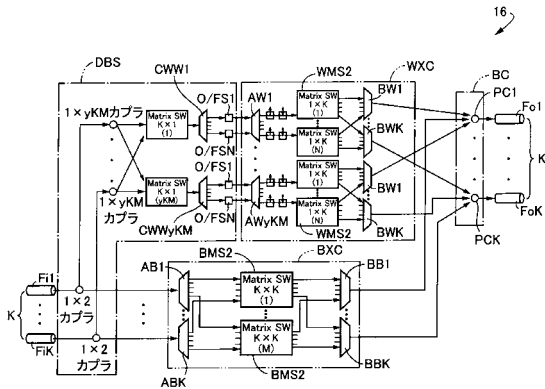 16
DBS
CWW1
O/FS1
AW1
WMS2
WXC
BW1
BC
PC1
1×yKMカプラ
Matrix SW
K×1
(1)
O/FSN
Matrix SW
1×K
(1)
Fo1
BWK
Matrix SW
1×K
(N)
K
1×yKMカプラ
Matrix SW
K×1
(yKM)
O/FS1
Matrix SW
1×K
(1)
BW1
FoK
CWWyKM
O/FSN
AWyKM
Matrix SW
1×K
(N)
WMS2
BWK
PCK
BXC
Fi1
AB1
BMS2
BB1
K
1×2
カプラ
Matrix SW
K×K
(1)
FiK
1×2
カプラ
Matrix SW
K×K
(M)
ABK
BMS2
BBK